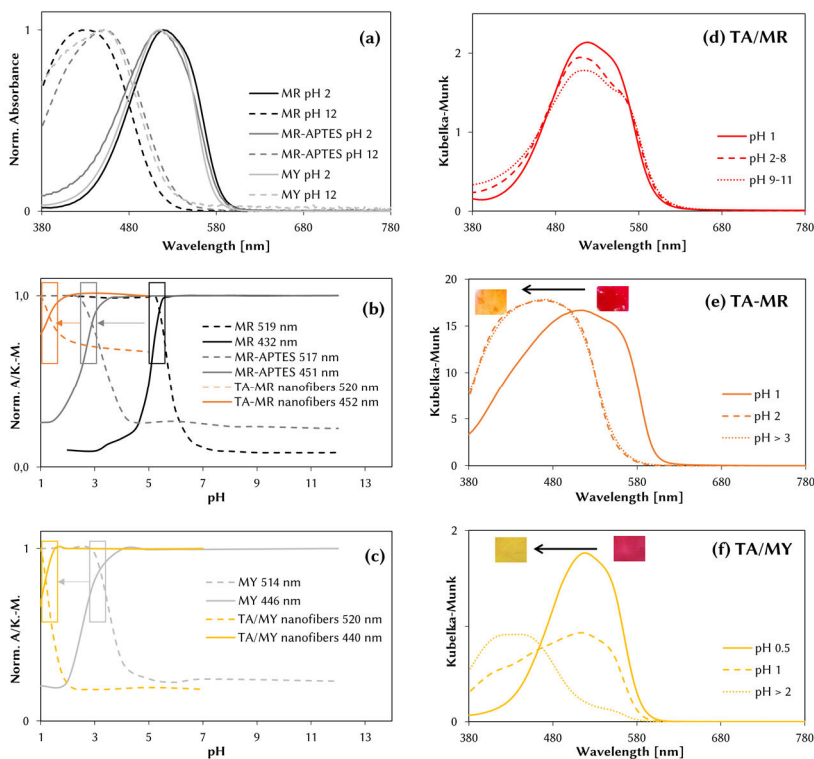 1
0
Norm. Absorbance
380
480
580
680
780
Wavelength [nm]
(a)
MR pH 2
MR pH 12
MR-APTES pH 2
MR-APTES pH 12
MY pH 2
MY pH 12
(d) TA/MR
2
1
0
Kubelka-Munk
380
480
580
680
780
Wavelength [nm]
pH 1
pH 2-8
pH 9-11
1,0
0,0
Norm. A/K.-M.
1
3
5
7
9
11
13
pH
(b)
MR 519 nm
MR 432 nm
MR-APTES 517 nm
MR-APTES 451 nm
TA-MR nanofibers 520 nm
TA-MR nanofibers 452 nm
(e) TA-MR
20
15
10
5
0
Kubelka-Munk
380
480
580
680
780
Wavelength [nm]
pH 1
pH 2
pH > 3
1
0
Norm. A/K.-M.
1
3
5
7
9
11
13
pH
(c)
MY 514 nm
MY 446 nm
TA/MY nanofibers 520 nm
TA/MY nanofibers 440 nm
(f) TA/MY
2
1
0
Kubelka-Munk
380
480
580
680
780
Wavelength [nm]
pH 0.5
pH 1
pH > 2